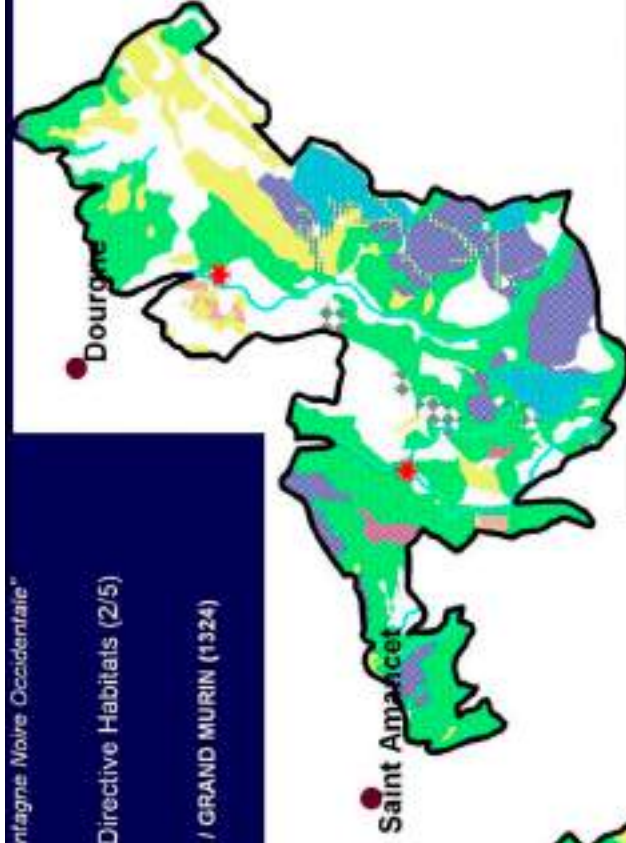 ntagne Noire Occidentale"
Directive Habitats (2/5)
/ GRAND MURIN (1324)
Dourgne
Saint Amancet